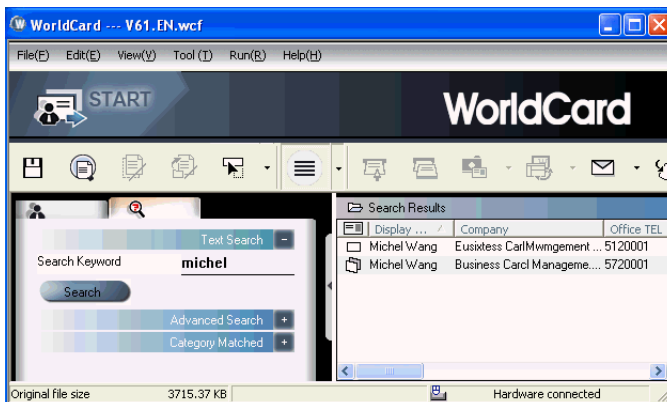 WorldCard --- V61.EN.wcf
File(F) Edit(E) View(V) Tool (T) Run(R) Help(H)
START
WorldCard
Search Results
Display ... Company Office TEL
Text Search
Michel Wang Eusixtess CarlMwmgement ... 5120001
Search Keyword michel
Michel Wang Business Carcl Manageme.... 5720001
Search
Advanced Search
Category Matched
Original file size 3715.37 KB Hardware connected